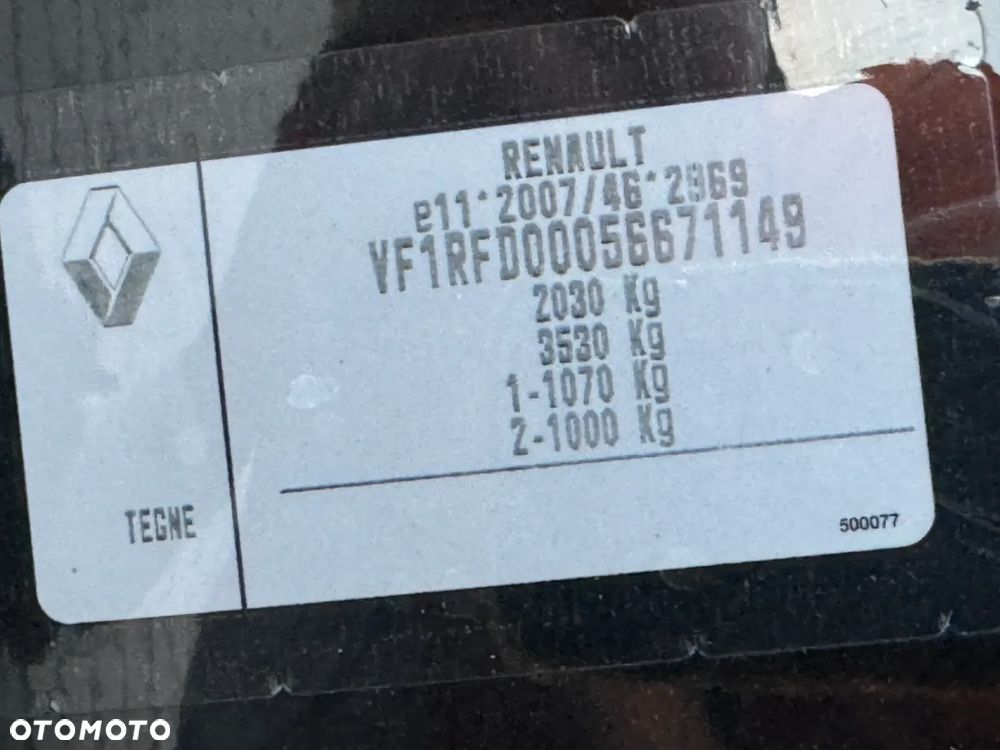 RENAULT
e11*2007/46*2969
VF1RFD00056671149
2030 Kg
3530 Kg
1-1070 Kg
2-1000 Kg
TEGNE
500077
OTOMOTO